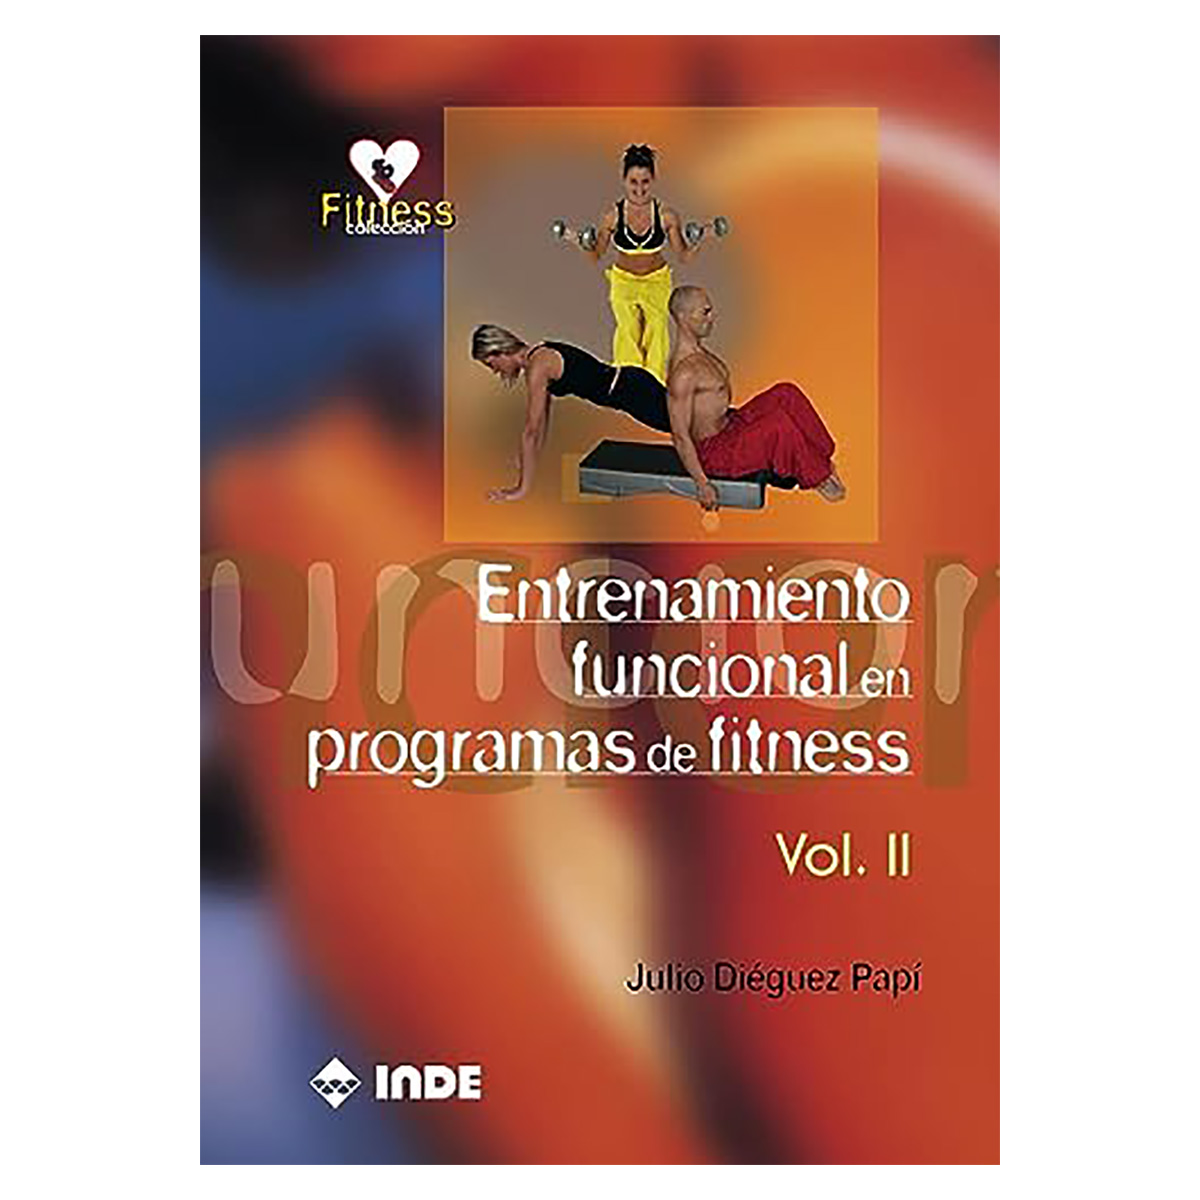 Fitness
colección
Entrenamiento
funcional en
programas de fitness
Vol. II
Julio Diéguez Papí
INDE